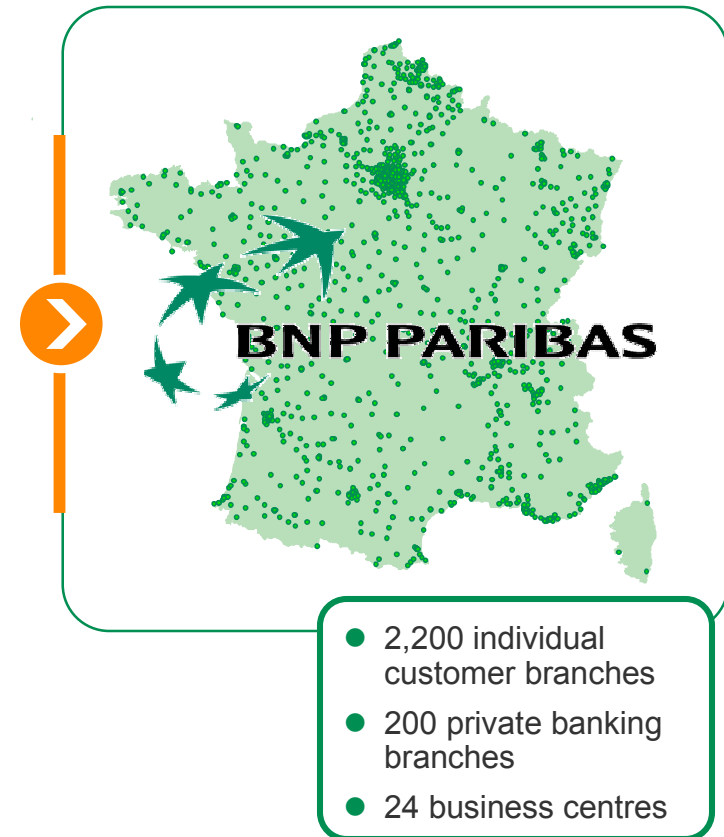 BNP PARIBAS
2,200 individual
customer branches
200 private banking
branches
24 business centres